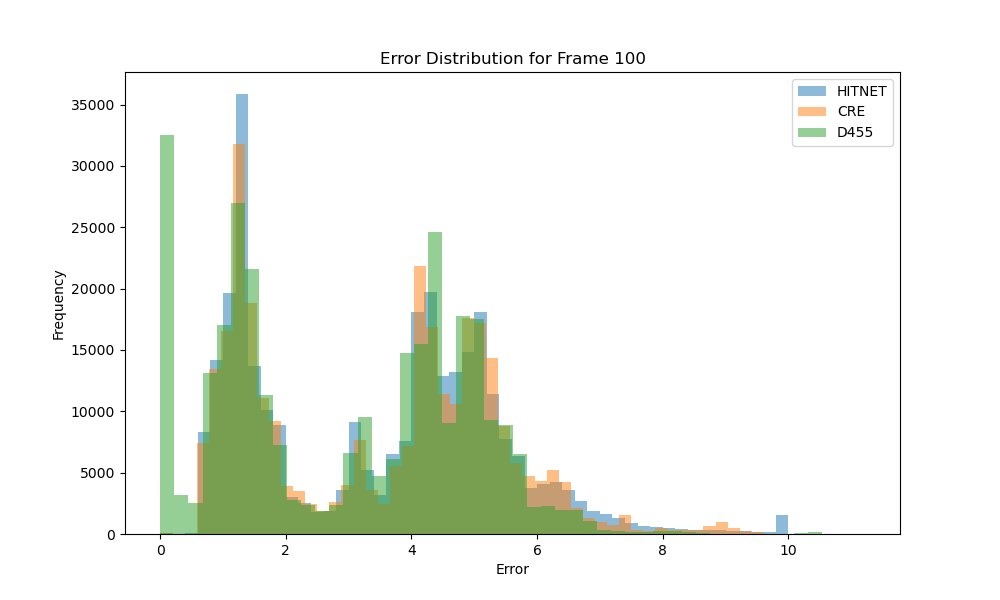 Error Distribution for Frame 100
HITNET
CRE
D455
Frequency
35000
30000
25000
20000
15000
10000
5000
0
0 2 4 6 8 10
Error